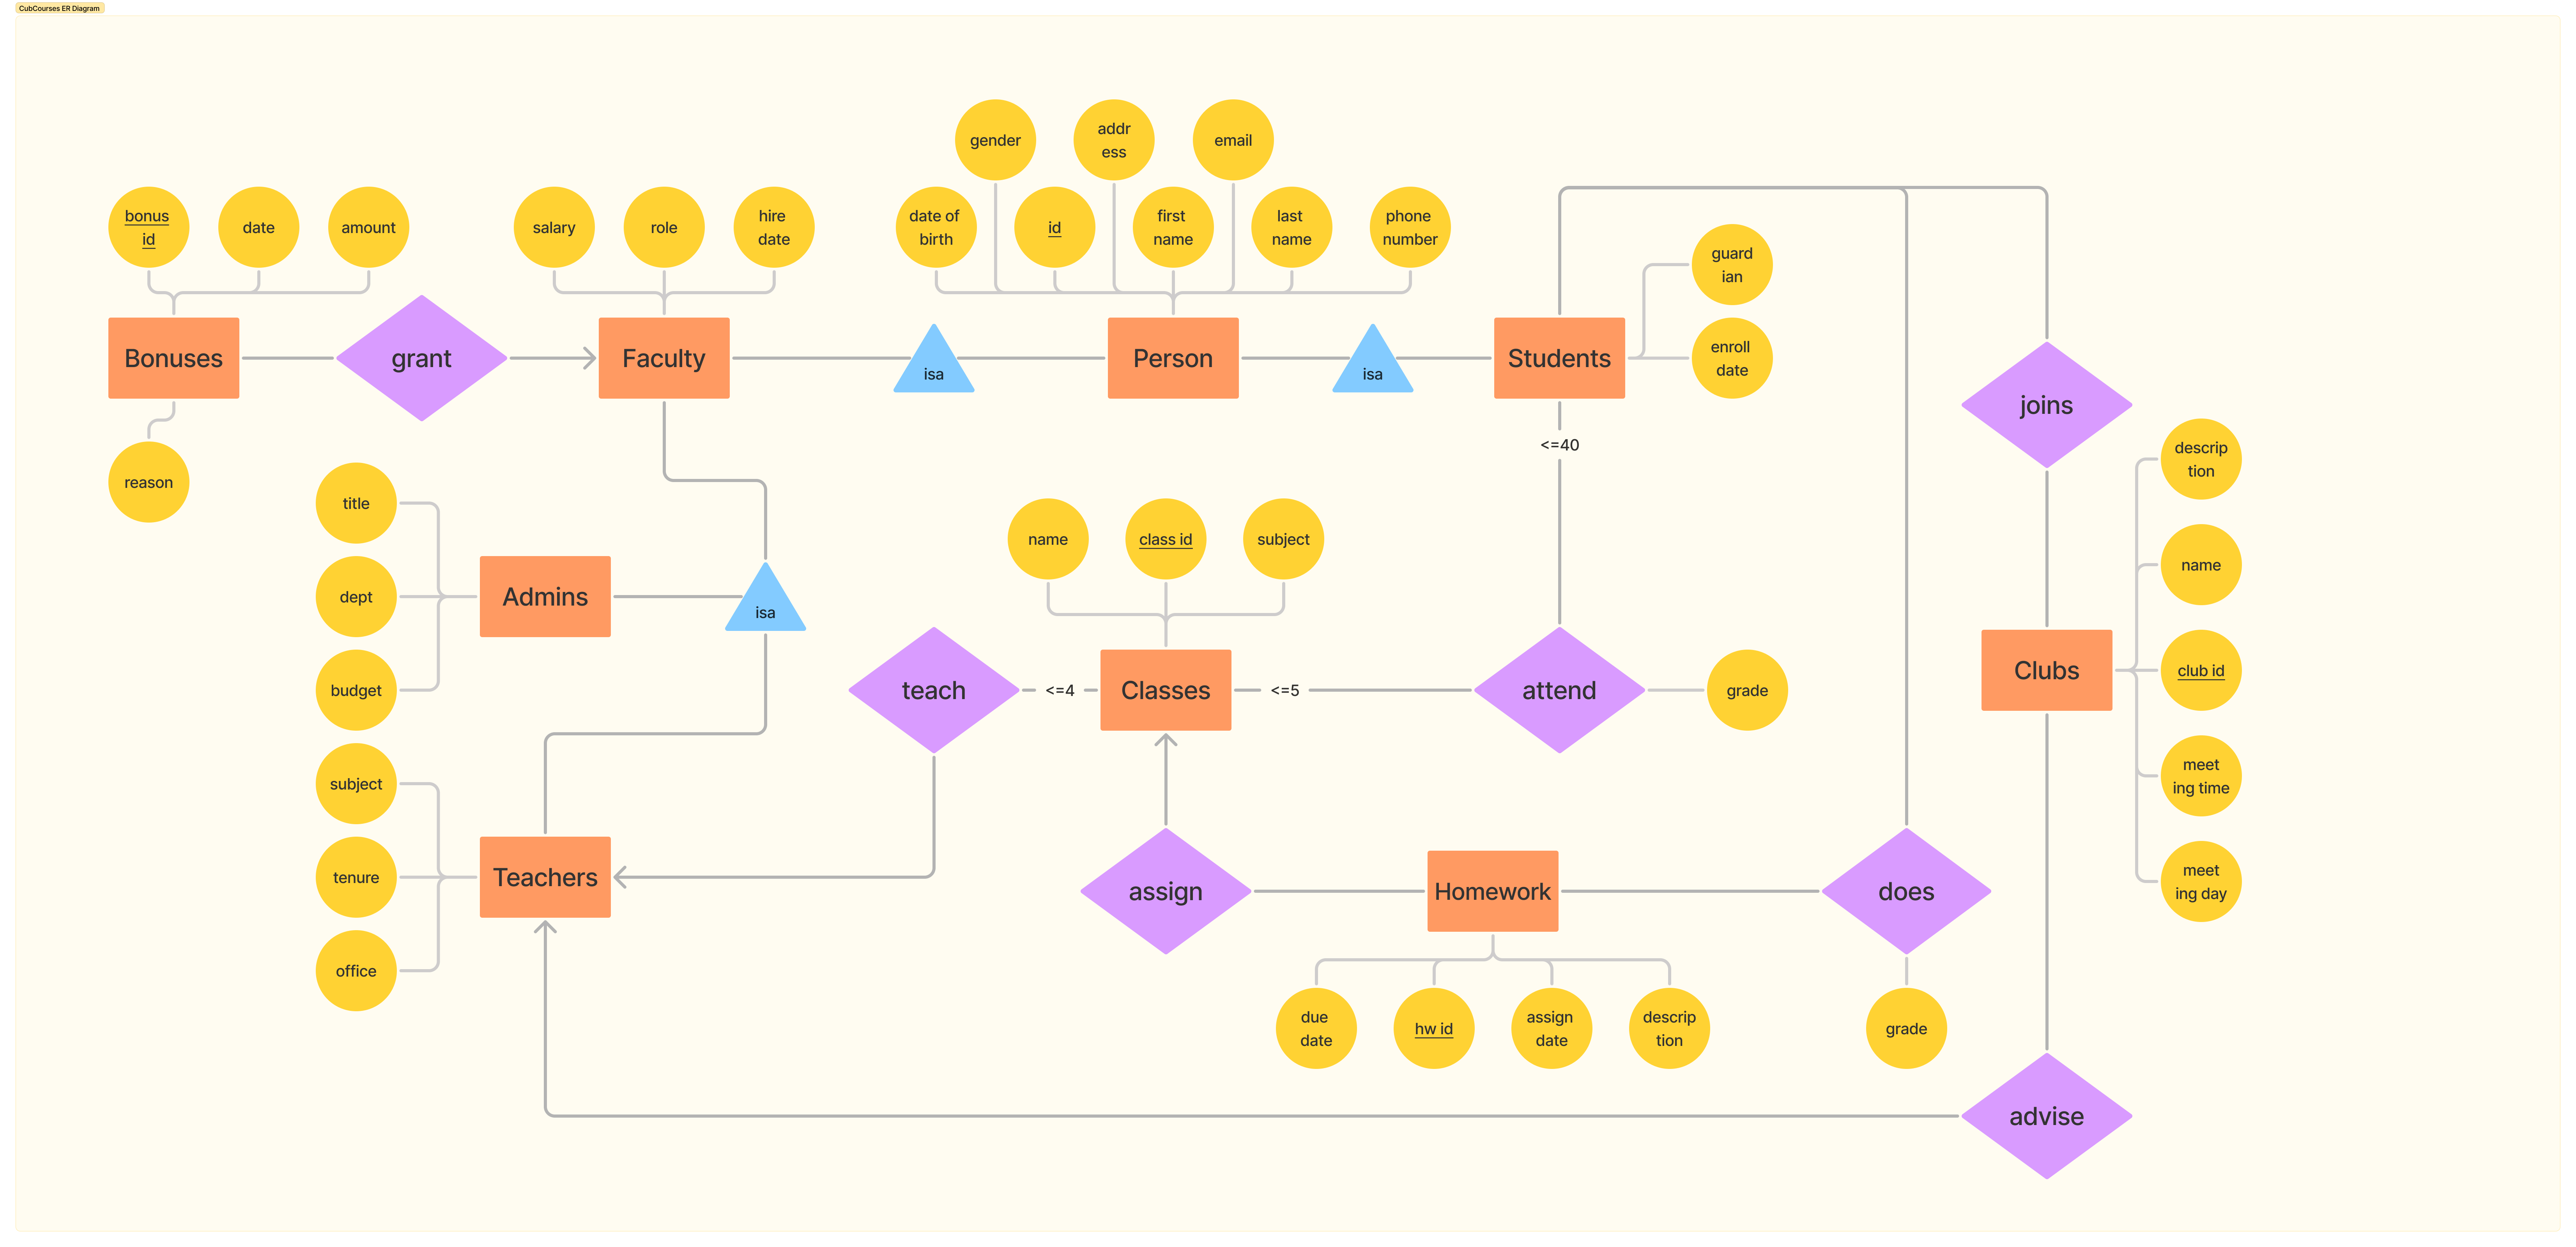 CubCourses ER Diagram
gender
addr
ess
email
bonus
id
date
amount
salary
role
hire
date
date of
birth
id
first
name
last
name
phone
number
guard
ian
enroll
date
Bonuses
grant
Faculty
isa
Person
isa
Students
joins
<=40
reason
title
dept
budget
Admins
isa
name
class id
subject
teach
<=4
Classes
<=5
attend
grade
descrip
tion
name
Clubs
club id
meet
ing time
meet
ing day
subject
tenure
office
Teachers
assign
Homework
does
due
date
hw id
assign
date
descrip
tion
grade
advise